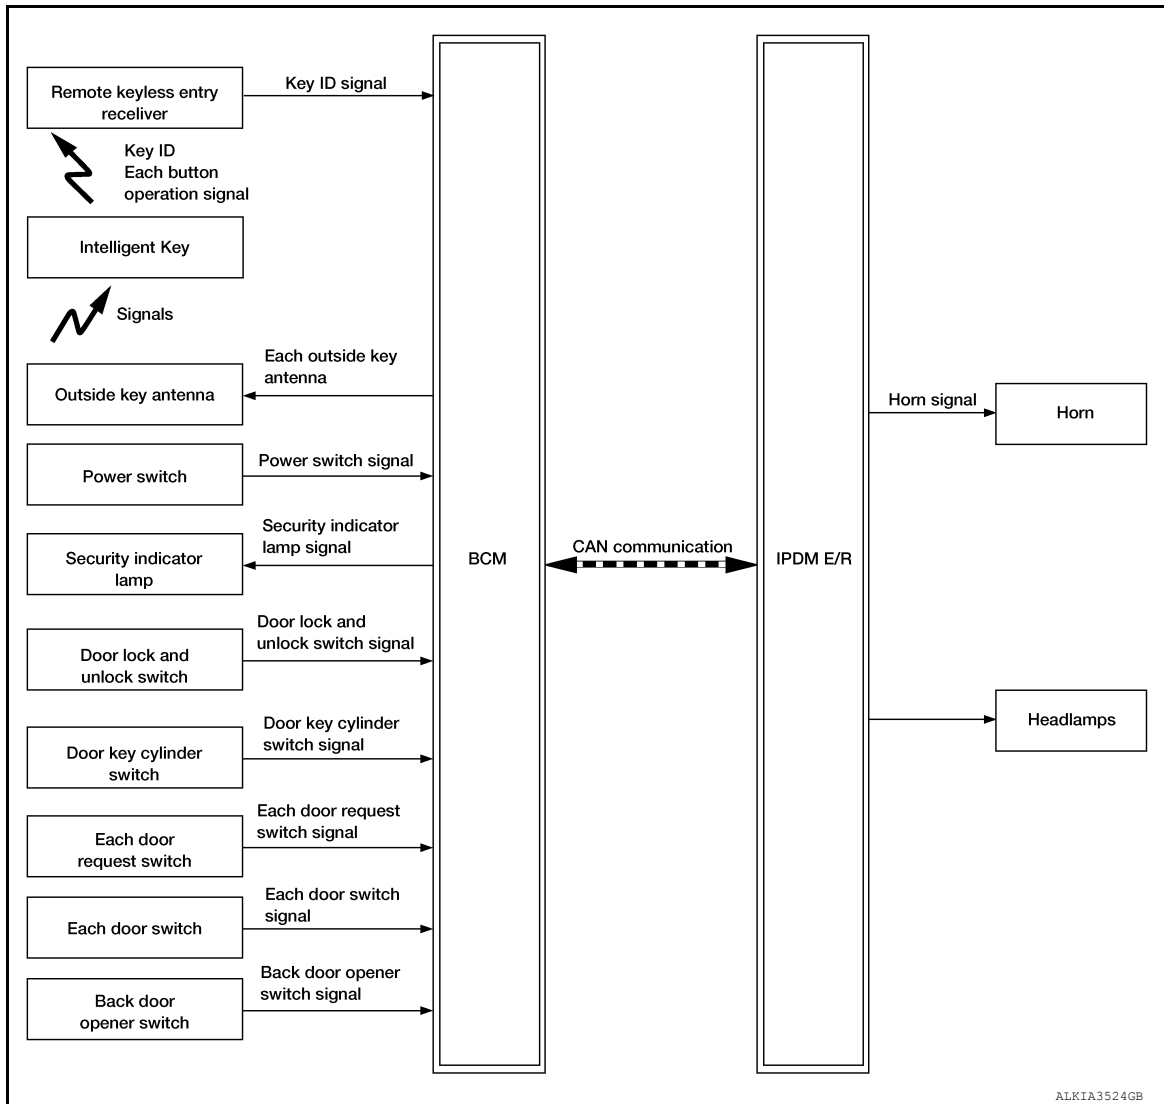 Remote keyless entry
receliver
Key ID signal
Key ID
Each button
operation signal
Intelligent Key
Signals
Each outside key
antenna
Outside key antenna
Power switch signal
Power switch
Security indicator
lamp signal
Security indicator
lamp
Door lock and
unlock switch signal
Door lock and
unlock switch
Door key cylinder
switch signal
Door key cylinder
switch
Each door request
switch signal
Each door
request switch
Each door switch
signal
Each door switch
Back door opener
switch signal
Back door
opener switch
BCM
CAN communication
IPDM E/R
Horn signal
Horn
Headlamps
ALKIA3524GB